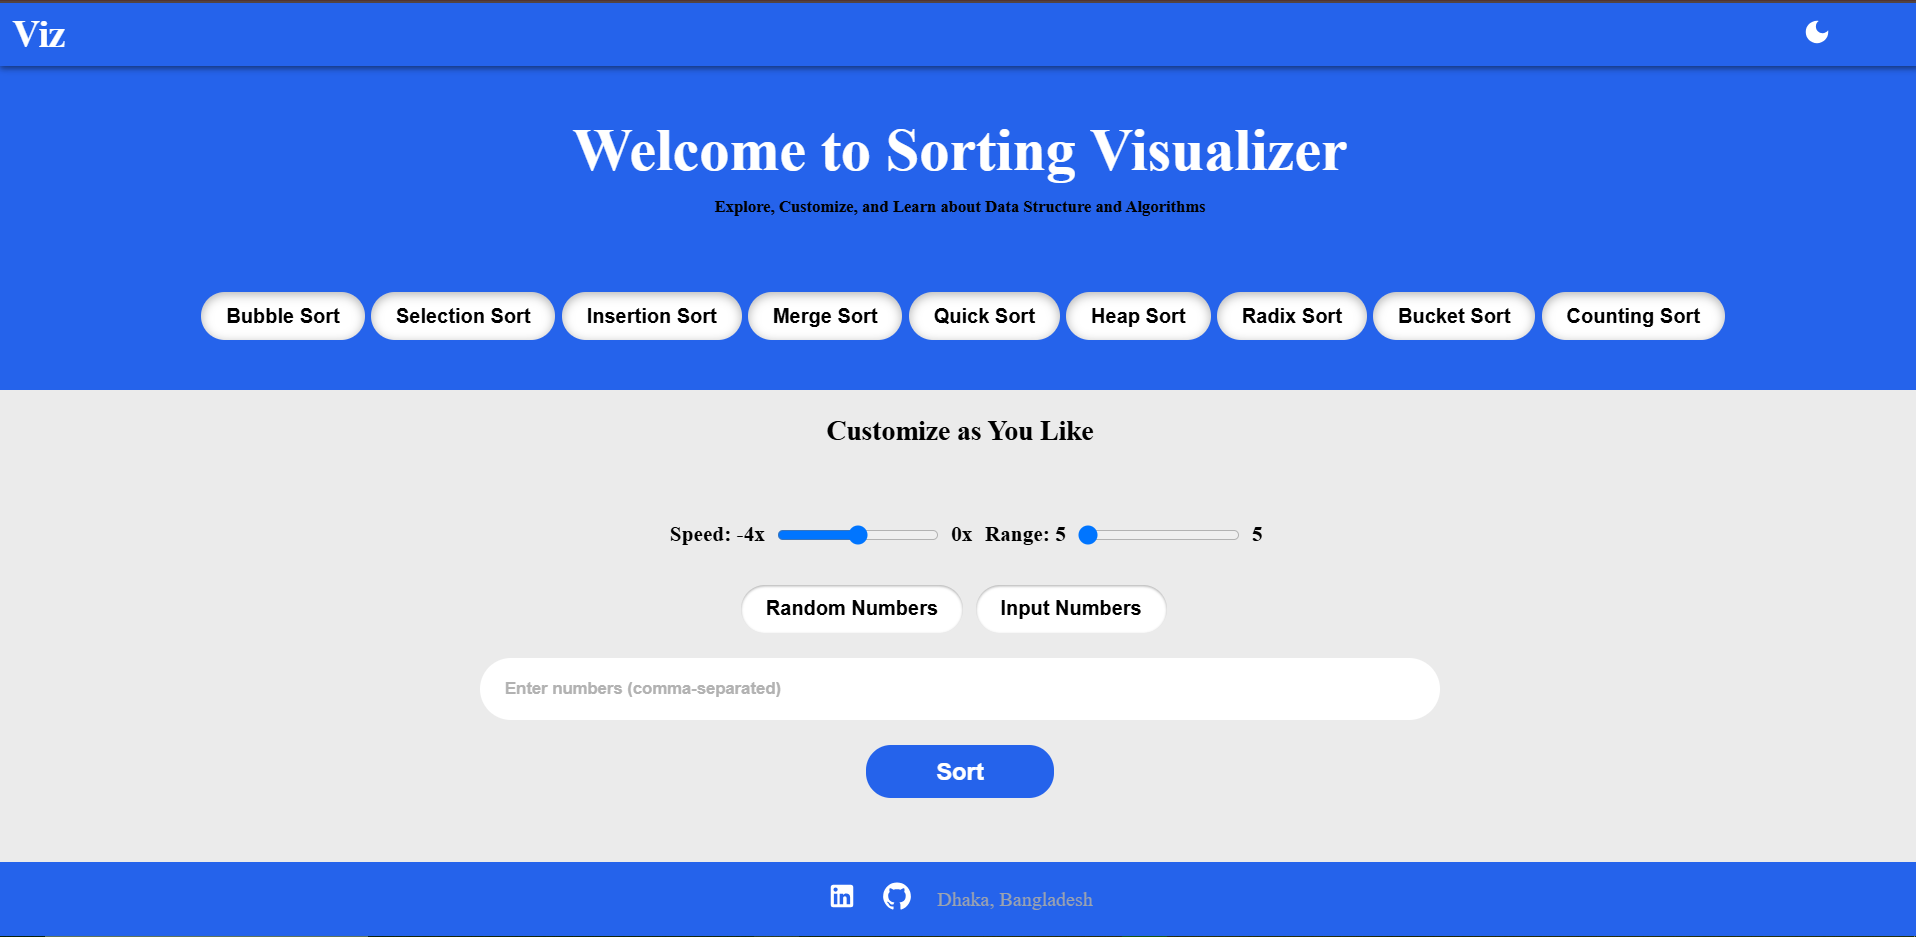 Viz
Welcome to Sorting Visualizer
Explore, Customize, and Learn about Data Structure and Algorithms
Bubble Sort Selection Sort Insertion Sort Merge Sort Quick Sort Heap Sort Radix Sort Bucket Sort Counting Sort
Customize as You Like
Speed: -4x 0x Range: 5 5
Random Numbers Input Numbers
Enter numbers (comma-separated)
Sort
in Dhaka, Bangladesh